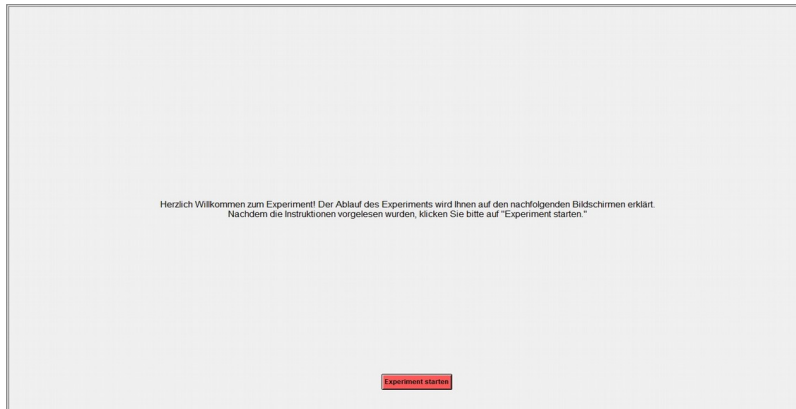 Herzlich Willkommen zum Experiment! Der Ablauf des Experiments wird Ihnen auf den nachfolgenden Bildschirmen erklärt.
Nachdem die Instruktionen vorgelesen wurden, klicken Sie bitte auf "Experiment starten."
Experiment starten